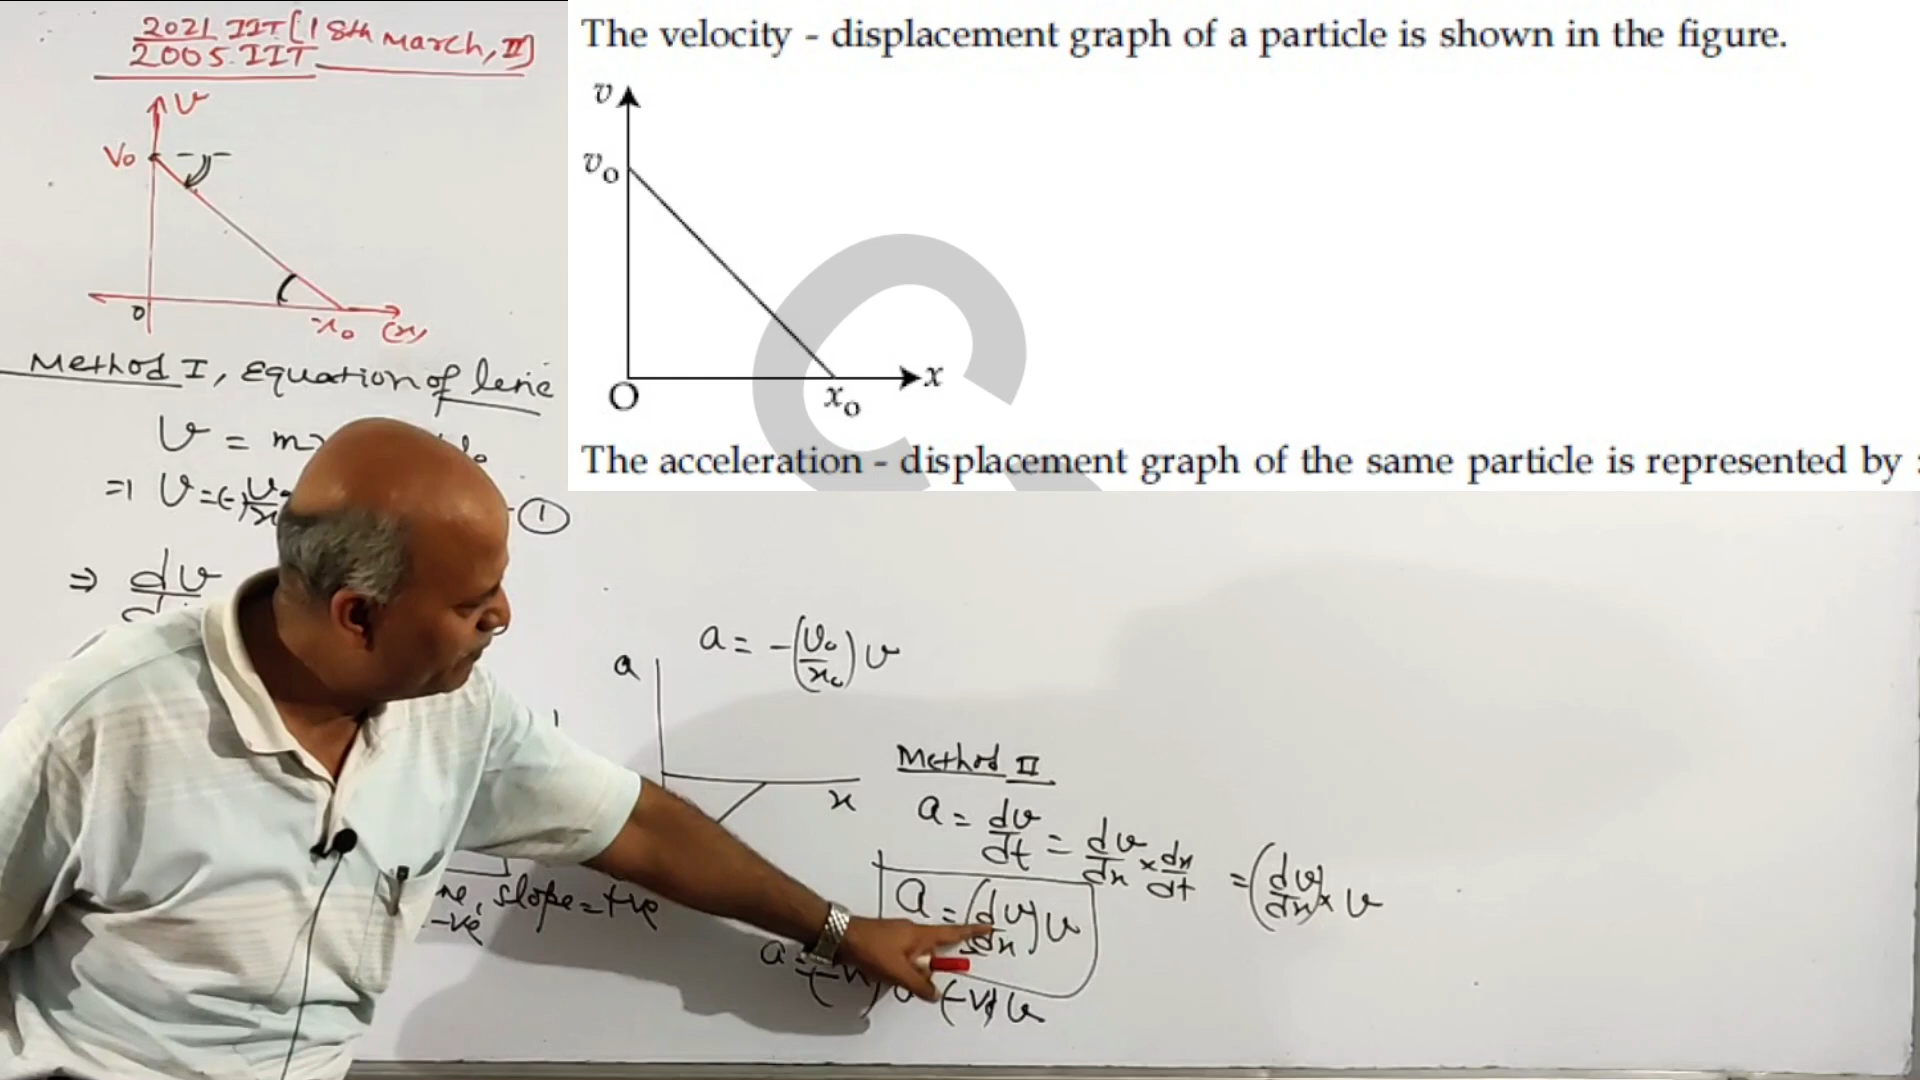 2021 IIT [18th March, II]
2005. IIT
V
V₀
0
x₀ (x)
The velocity - displacement graph of a particle is shown in the figure.
v
v₀
O
x₀
x
The acceleration - displacement graph of the same particle is represented by :
Method I, Equation of line
v = m
⇒ v = (-)
①
⇒ dv
a = -(v₀/x₀) v
a
x
Method II
a = dv/dt = dv/dx × dx/dt = (dv/dx) × v
a = (dv/dx) v
slope = +ve
-ve
a =
(-v) v